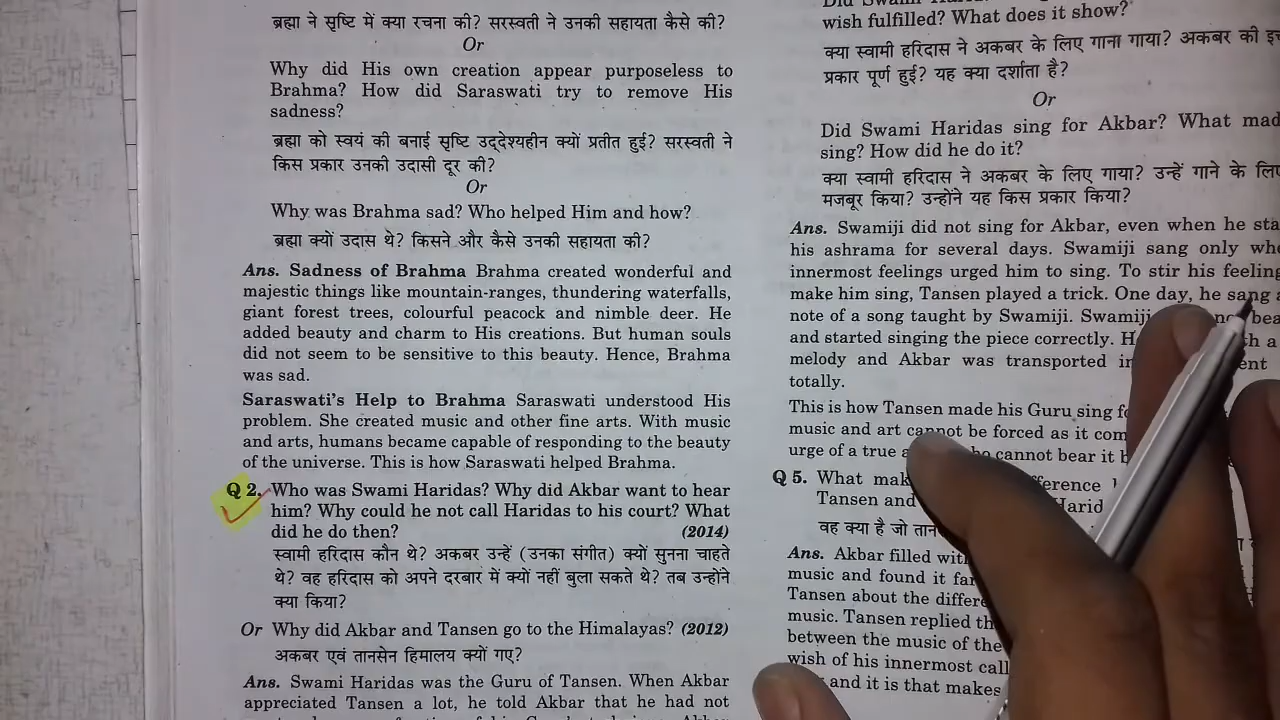 ब्रह्मा ने सृष्टि में क्या रचना की? सरस्वती ने उनकी सहायता कैसे की?
Or
Why did His own creation appear purposeless to
Brahma? How did Saraswati try to remove His
sadness?
ब्रह्मा को स्वयं की बनाई सृष्टि उद्देश्यहीन क्यों प्रतीत हुई? सरस्वती ने
किस प्रकार उनकी उदासी दूर की?
Or
Why was Brahma sad? Who helped Him and how?
ब्रह्मा क्यों उदास थे? किसने और कैसे उनकी सहायता की?
Ans. Sadness of Brahma Brahma created wonderful and
majestic things like mountain-ranges, thundering waterfalls,
giant forest trees, colourful peacock and nimble deer. He
added beauty and charm to His creations. But human souls
did not seem to be sensitive to this beauty. Hence, Brahma
was sad.
Saraswati's Help to Brahma Saraswati understood His
problem. She created music and other fine arts. With music
and arts, humans became capable of responding to the beauty
of the universe. This is how Saraswati helped Brahma.
Q 2. Who was Swami Haridas? Why did Akbar want to hear
him? Why could he not call Haridas to his court? What
did he do then? (2014)
स्वामी हरिदास कौन थे? अकबर उन्हें (उनका संगीत) क्यों सुनना चाहते
थे? वह हरिदास को अपने दरबार में क्यों नहीं बुला सकते थे? तब उन्होंने
क्या किया?
Or Why did Akbar and Tansen go to the Himalayas? (2012)
अकबर एवं तानसेन हिमालय क्यों गए?
Ans. Swami Haridas was the Guru of Tansen. When Akbar
appreciated Tansen a lot, he told Akbar that he had not
wish fulfilled? What does it show?
क्या स्वामी हरिदास ने अकबर के लिए गाना गाया? अकबर की
प्रकार पूर्ण हुई? यह क्या दर्शाता है?
Or
Did Swami Haridas sing for Akbar? What
sing? How did he do it?
क्या स्वामी हरिदास ने अकबर के लिए गाया? उन्हें गाने के
मजबूर किया? उन्होंने यह किस प्रकार किया?
Ans. Swamiji did not sing for Akbar, even when he
his ashrama for several days. Swamiji sang only
innermost feelings urged him to sing. To stir his
make him sing, Tansen played a trick. One day, he sang
note of a song taught by Swamiji. Swamiji
and started singing the piece correctly.
melody and Akbar was transported
totally.
This is how Tansen made his Guru sing
music and art cannot be forced as it
urge of a true cannot bear it
Q 5. What
Tansen and
वह क्या है जो
Ans. Akbar filled
music and found it
Tansen about the
music. Tansen replied
between the music of the
wish of his innermost
and it is that makes